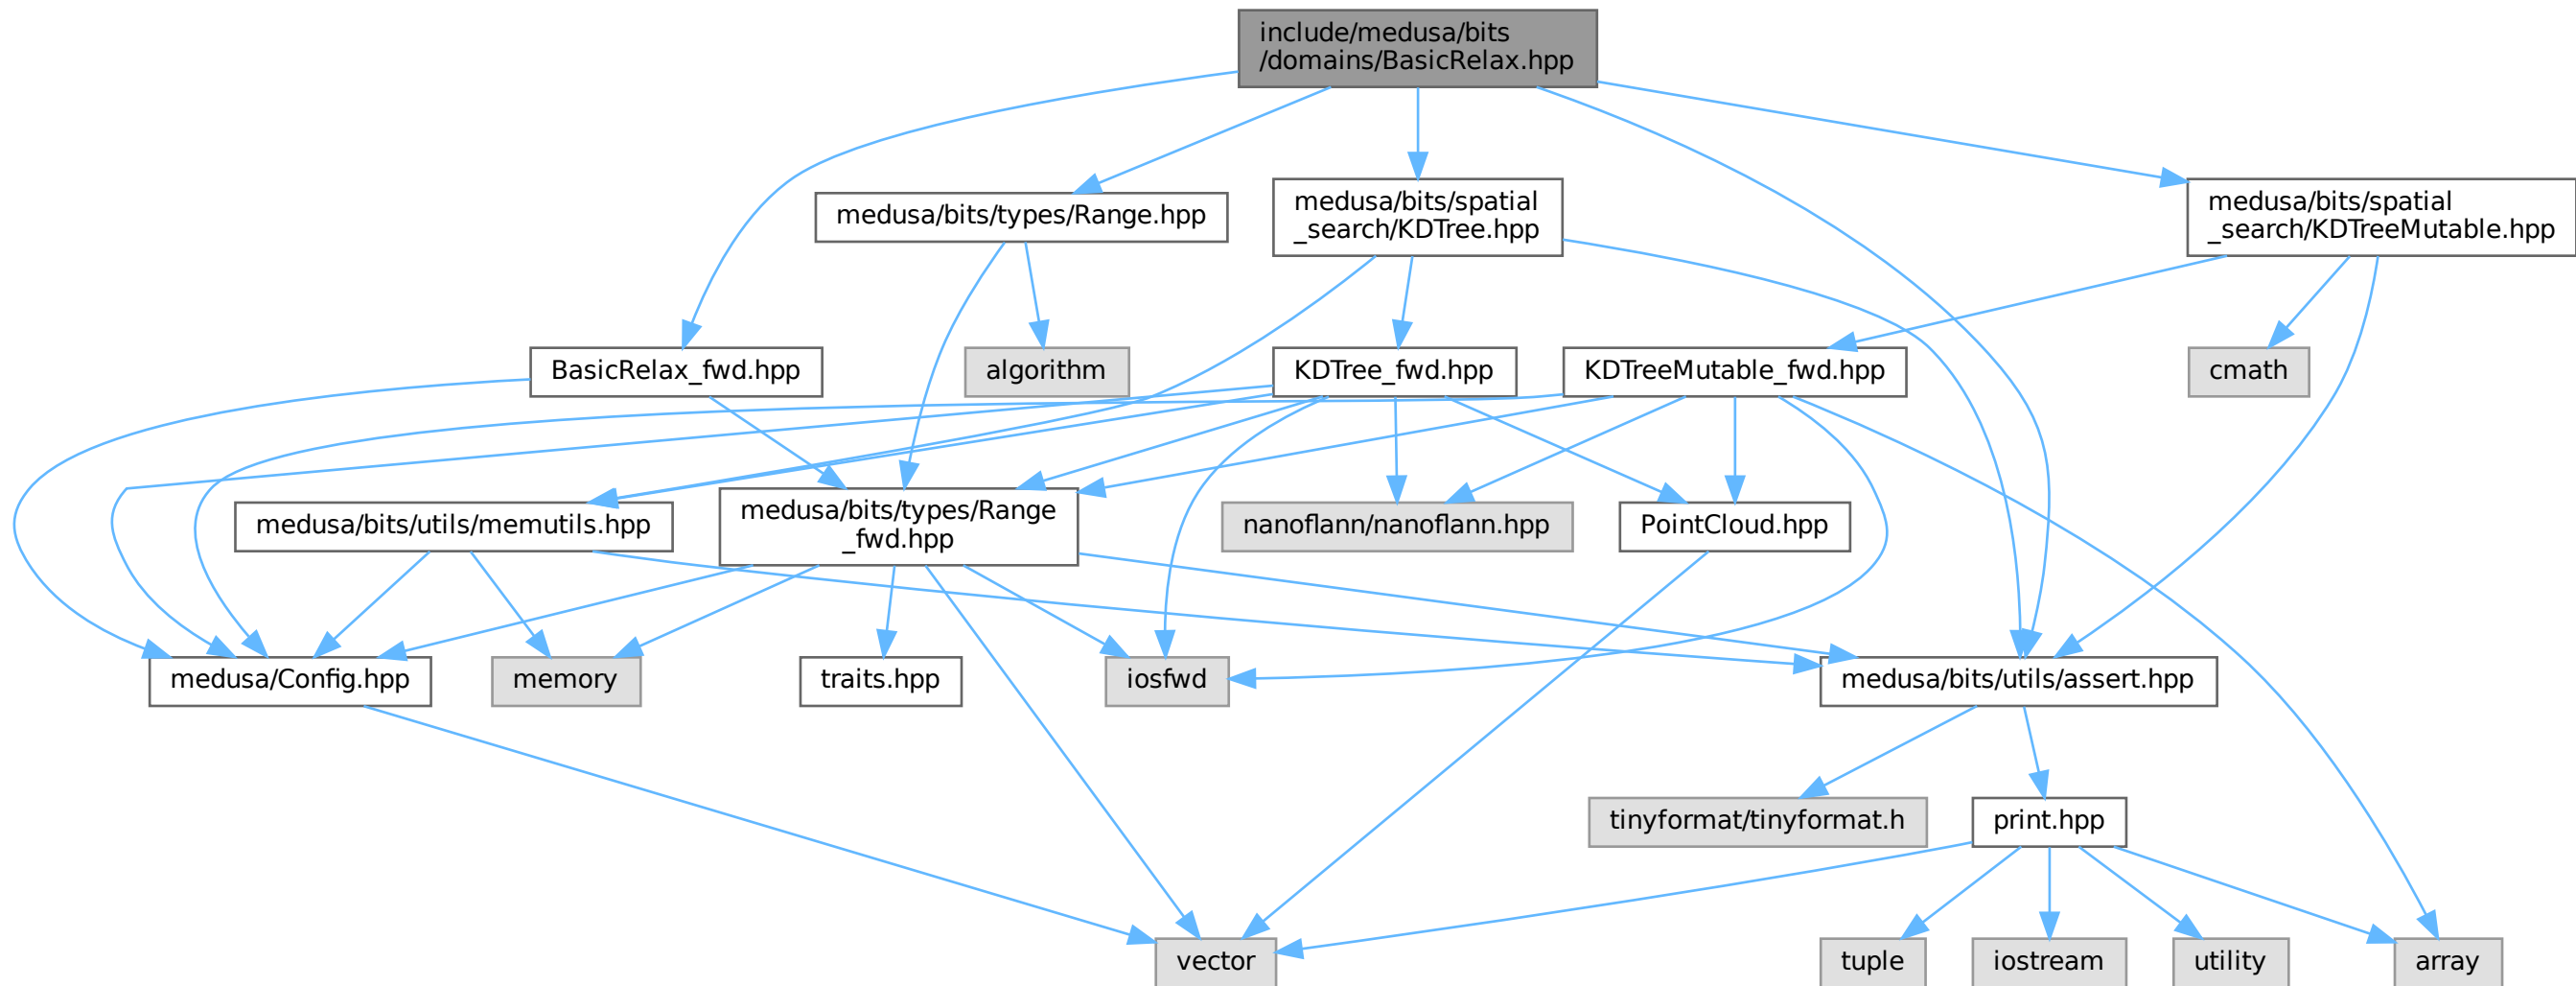 include/medusa/bits
/domains/BasicRelax.hpp
medusa/bits/types/Range.hpp
medusa/bits/spatial
_search/KDTree.hpp
medusa/bits/spatial
_search/KDTreeMutable.hpp
BasicRelax_fwd.hpp
algorithm
KDTree_fwd.hpp
KDTreeMutable_fwd.hpp
cmath
medusa/bits/utils/memutils.hpp
medusa/bits/types/Range
_fwd.hpp
nanoflann/nanoflann.hpp
PointCloud.hpp
medusa/Config.hpp
memory
traits.hpp
iosfwd
medusa/bits/utils/assert.hpp
tinyformat/tinyformat.h
print.hpp
vector
tuple
iostream
utility
array